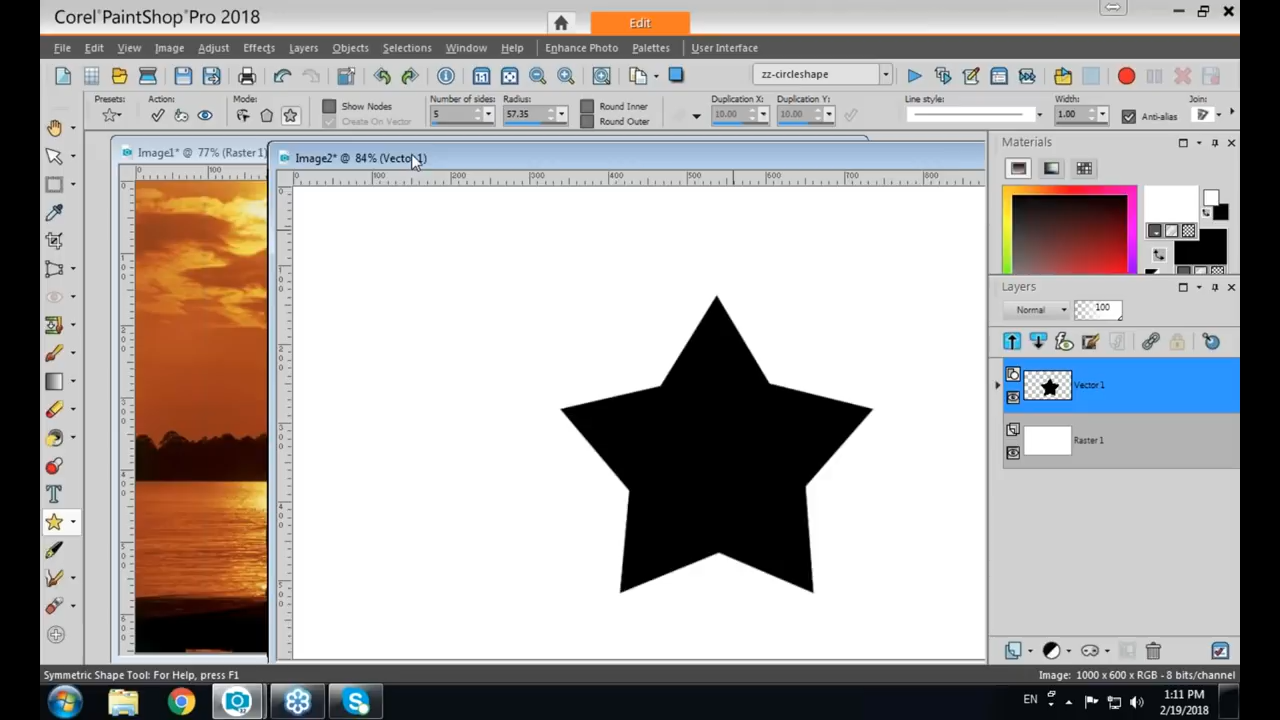 Corel PaintShop Pro 2018
Edit
File Edit View Image Adjust Effects Layers Objects Selections Window Help Enhance Photo Palettes User Interface
zz-circleshape
Presets: Action: Mode: Show Nodes Number of sides: Radius: Round Inner Duplication X: Duplication Y: Line style: Width: Join:
Create On Vector 5 57.35 Round Outer 10.00 10.00 1.00 Anti-alias
Image1* @ 77% (Raster 1)
Image2* @ 84% (Vector 1)
Materials
0 100
0 100 200 300 400 500 600 700 800
Layers
Normal 100
Vector 1
Raster 1
Symmetric Shape Tool: For Help, press F1
Image: 1000 x 600 x RGB - 8 bits/channel
EN
1:11 PM
2/19/2018